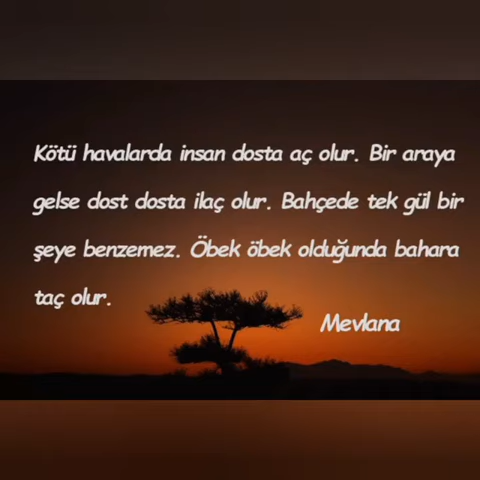 Kötü havalarda insan dosta aç olur. Bir araya
gelse dost dosta ilaç olur. Bahçede tek gül bir
şeye benzemez. Öbek öbek olduğunda bahara
taç olur.
Mevlana